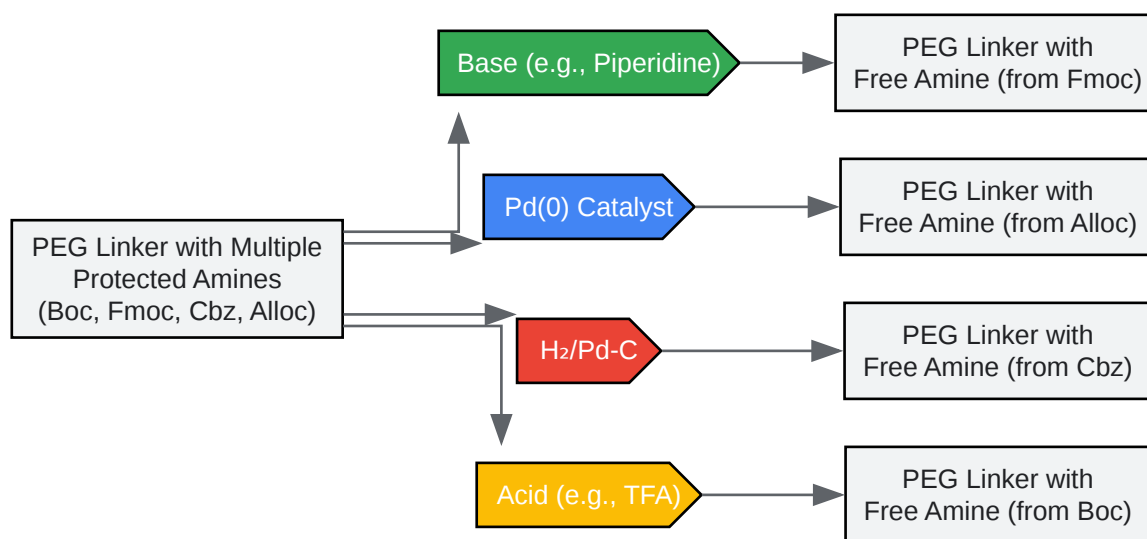 Base (e.g., Piperidine)
PEG Linker with
Free Amine (from Fmoc)
Pd(0) Catalyst
PEG Linker with
Free Amine (from Alloc)
PEG Linker with Multiple
Protected Amines
(Boc, Fmoc, Cbz, Alloc)
H₂/Pd-C
PEG Linker with
Free Amine (from Cbz)
Acid (e.g., TFA)
PEG Linker with
Free Amine (from Boc)